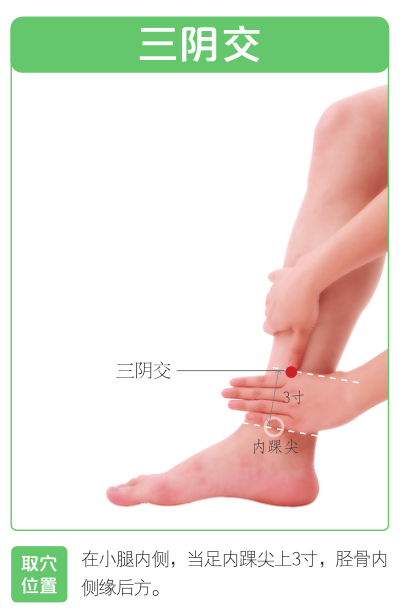 三阴交
三阴交
3寸
内踝尖
取穴
位置
在小腿内侧，当足内踝尖上3寸，胫骨内
侧缘后方。